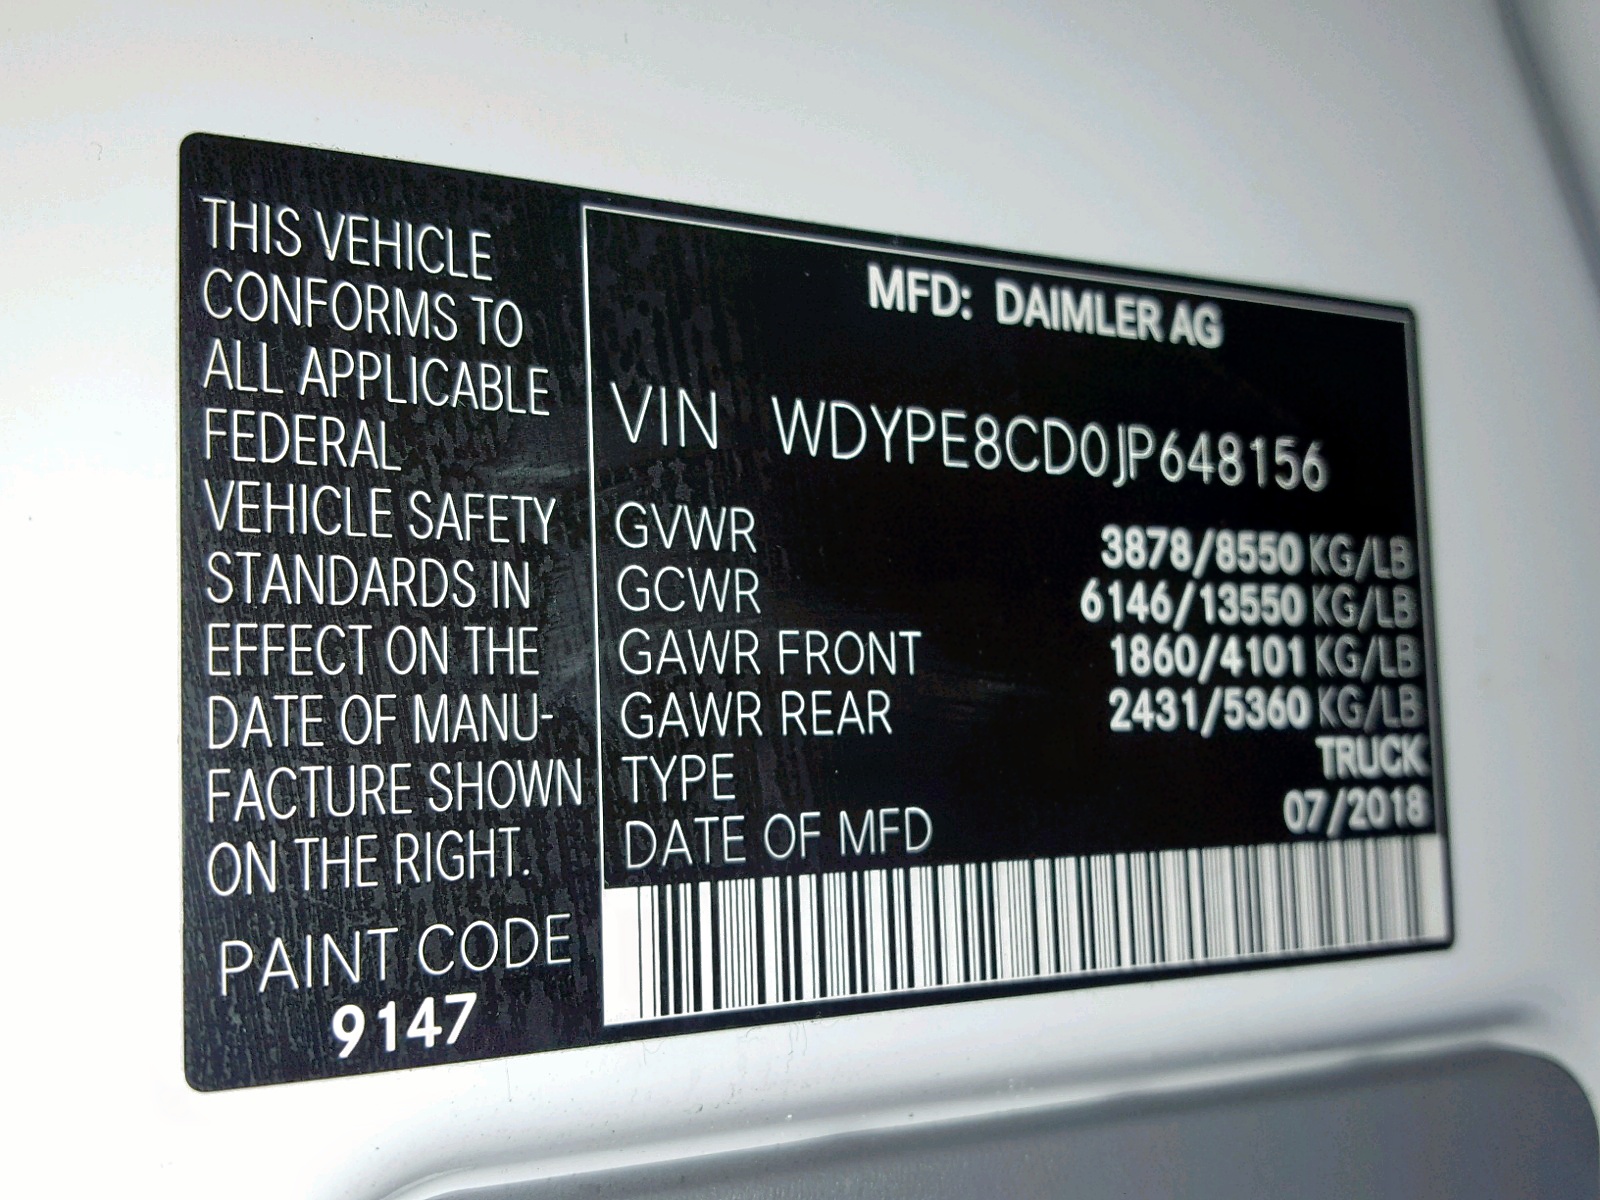 THIS VEHICLE
CONFORMS TO
ALL APPLICABLE
FEDERAL
VEHICLE SAFETY
STANDARDS IN
EFFECT ON THE
DATE OF MANU-
FACTURE SHOWN
ON THE RIGHT.
PAINT CODE
9147
MFD: DAIMLER AG
VIN WDYPE8CD0JP648156
GVWR 3878/8550 KG/LB
GCWR 6146/13550 KG/LB
GAWR FRONT 1860/4101 KG/LB
GAWR REAR 2431/5360 KG/LB
TYPE TRUCK
DATE OF MFD 07/2018